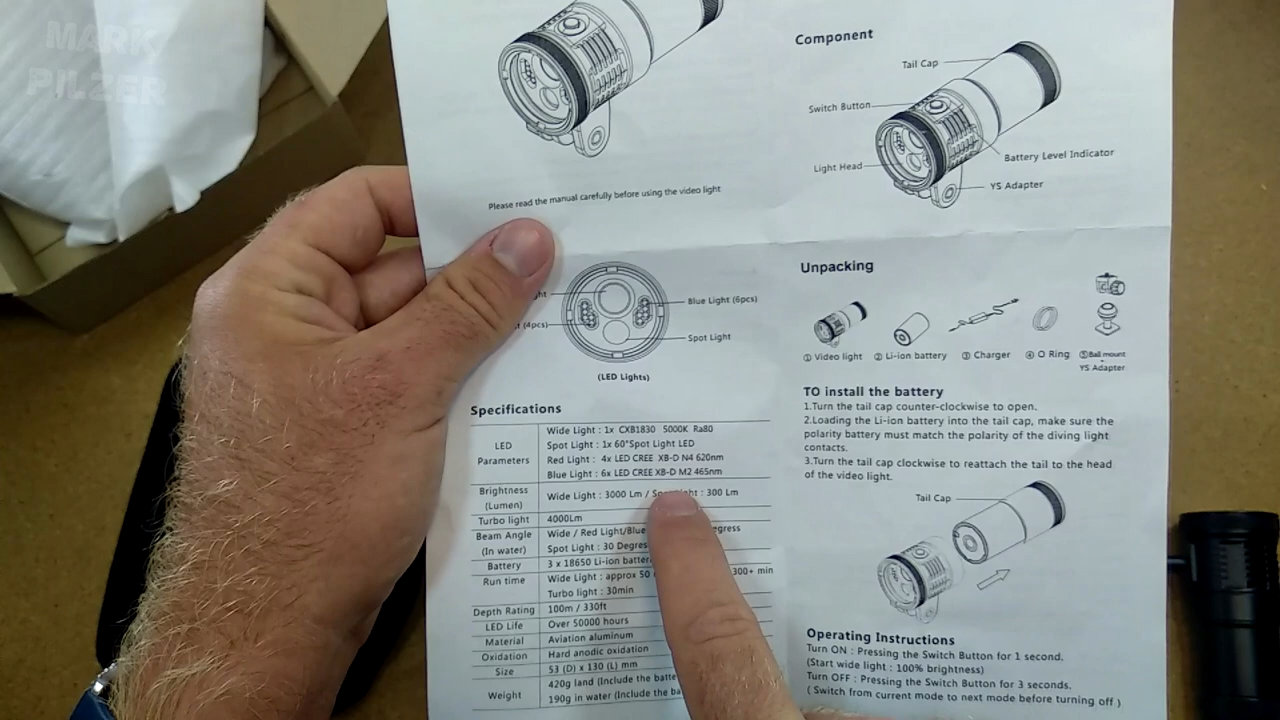 MARK
PILZER
Please read the manual carefully before using the video light
Blue Light (6pcs)
(4pcs)
Spot Light
(LED Lights)
Specifications
LED
Parameters
Wide Light : 1x CXB1830 5000K Ra80
Spot Light : 1x 60°Spot Light LED
Red Light : 4x LED CREE XB-D N4 620nm
Blue Light : 6x LED CREE XB-D M2 465nm
Brightness
(Lumen)
Wide Light : 3000 Lm / : 300 Lm
Turbo light 4000Lm
Beam Angle
(In water)
Wide / Red Light/Blue
Spot Light : 30
Battery 3 x 18650 Li-ion
Run time
Wide Light : approx 50 300+ min
Turbo light : 30min
Depth Rating 100m / 330ft
LED Life Over 50000 hours
Material Aviation aluminum
Oxidation Hard anodic oxidation
Size 53 (D) x 130 (L) mm
Weight
420g land (Include the
190g in water (Include the
Component
Tail Cap
Switch Button
Light Head
Battery Level Indicator
YS Adapter
Unpacking
① Video light ② Li-ion battery ③ Charger ④ O Ring ⑤Ball mount
+
YS Adapter
TO install the battery
1.Turn the tail cap counter-clockwise to open.
2.Loading the Li-ion battery into the tail cap, make sure the
polarity battery must match the polarity of the diving light
contacts.
3.Turn the tail cap clockwise to reattach the tail to the head
of the video light.
Tail Cap
Operating Instructions
Turn ON : Pressing the Switch Button for 1 second.
(Start wide light : 100% brightness)
Turn OFF : Pressing the Switch Button for 3 seconds.
( Switch from current mode to next mode before turning off )